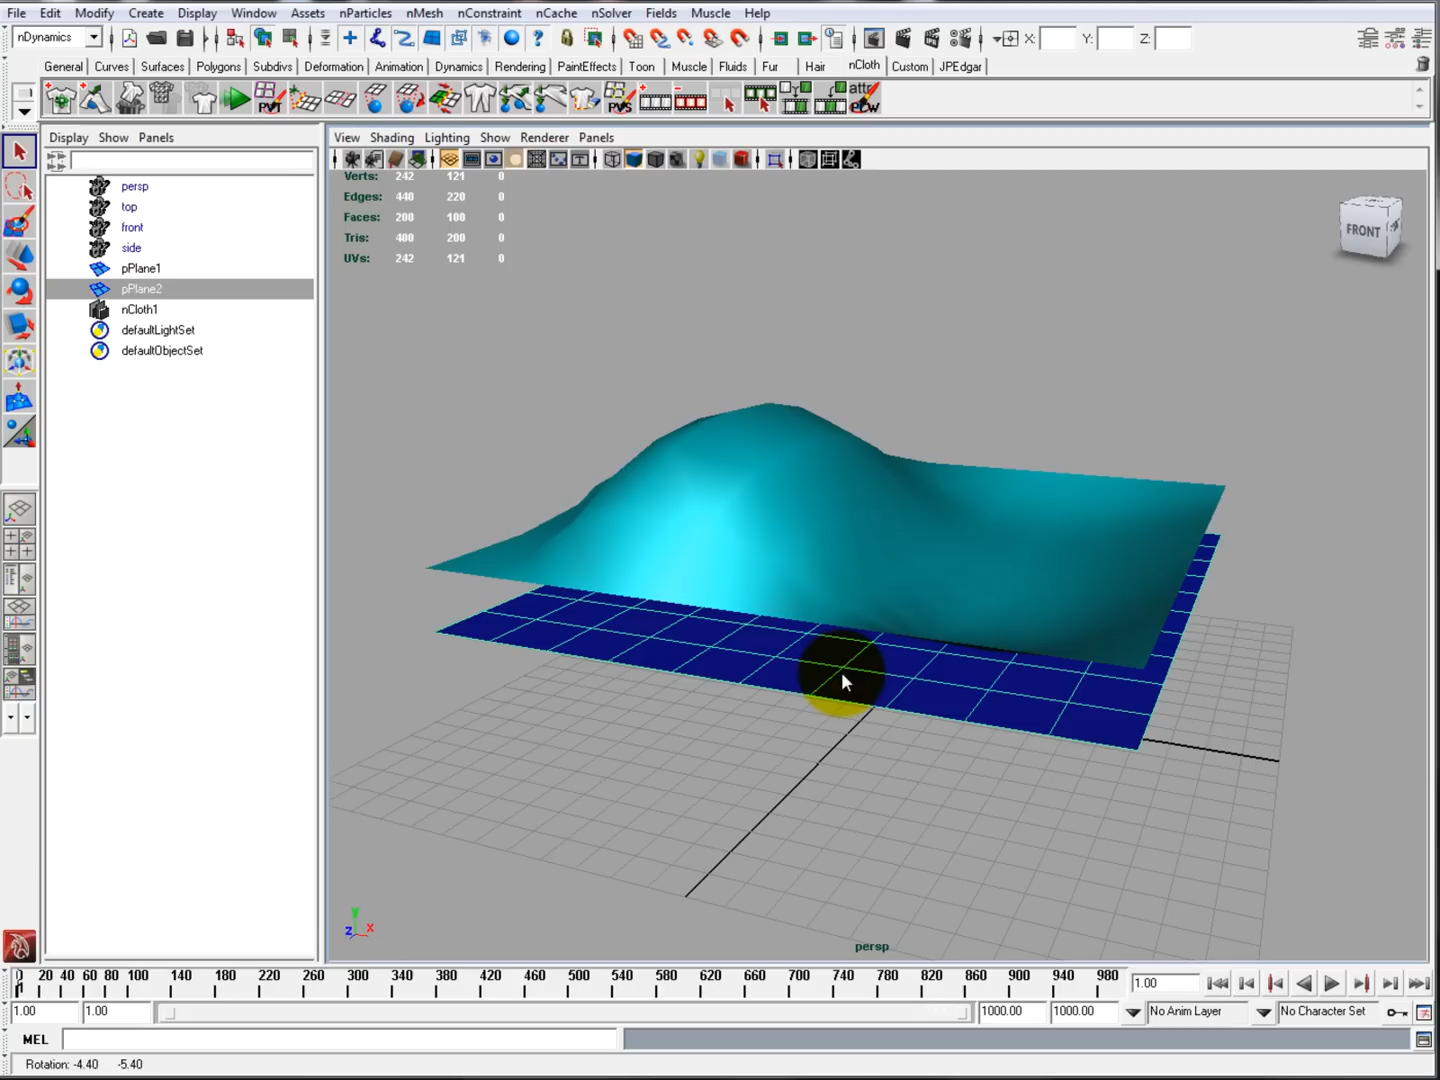 File Edit Modify Create Display Window Assets nParticles nMesh nConstraint nCache nSolver Fields Muscle Help
nDynamics X: Y: Z:
General Curves Surfaces Polygons Subdivs Deformation Animation Dynamics Rendering PaintEffects Toon Muscle Fluids Fur Hair nCloth Custom JPEdgar
PVT PVS attr PCW
Display Show Panels
View Shading Lighting Show Renderer Panels
persp
top
front
side
pPlane1
pPlane2
nCloth1
defaultLightSet
defaultObjectSet
Verts: 242 121 0
Edges: 440 220 0
Faces: 200 100 0
Tris: 400 200 0
UVs: 242 121 0
FRONT
y
z x
persp
0 20 40 60 80 100 140 180 220 260 300 340 380 420 460 500 540 580 620 660 700 740 780 820 860 900 940 980 1.00
1.00 1.00 1000.00 1000.00 No Anim Layer No Character Set
MEL
Rotation: -4.40 -5.40